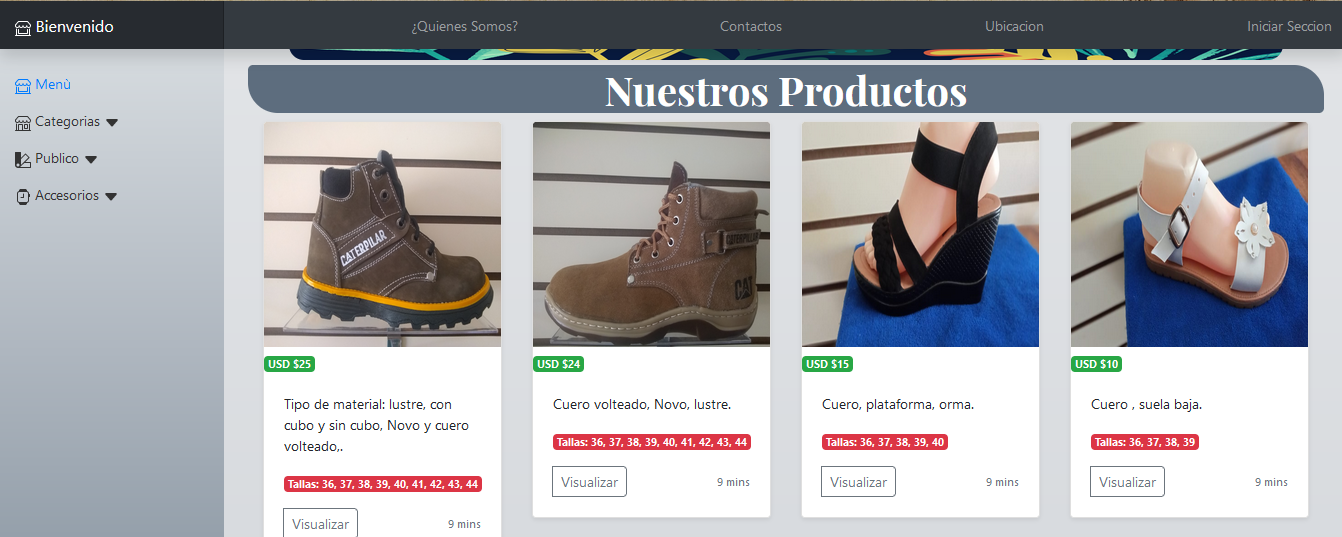 Bienvenido
¿Quienes Somos?
Contactos
Ubicacion
Iniciar Seccion
Menù
Categorias
Publico
Accesorios
Nuestros Productos
CATERPILAR
USD $25
Tipo de material: lustre, con
cubo y sin cubo, Novo y cuero
volteado,.
Tallas: 36, 37, 38, 39, 40, 41, 42, 43, 44
Visualizar
9 mins
CAT
USD $24
Cuero volteado, Novo, lustre.
Tallas: 36, 37, 38, 39, 40, 41, 42, 43, 44
Visualizar
9 mins
USD $15
Cuero, plataforma, orma.
Tallas: 36, 37, 38, 39, 40
Visualizar
9 mins
USD $10
Cuero , suela baja.
Tallas: 36, 37, 38, 39
Visualizar
9 mins